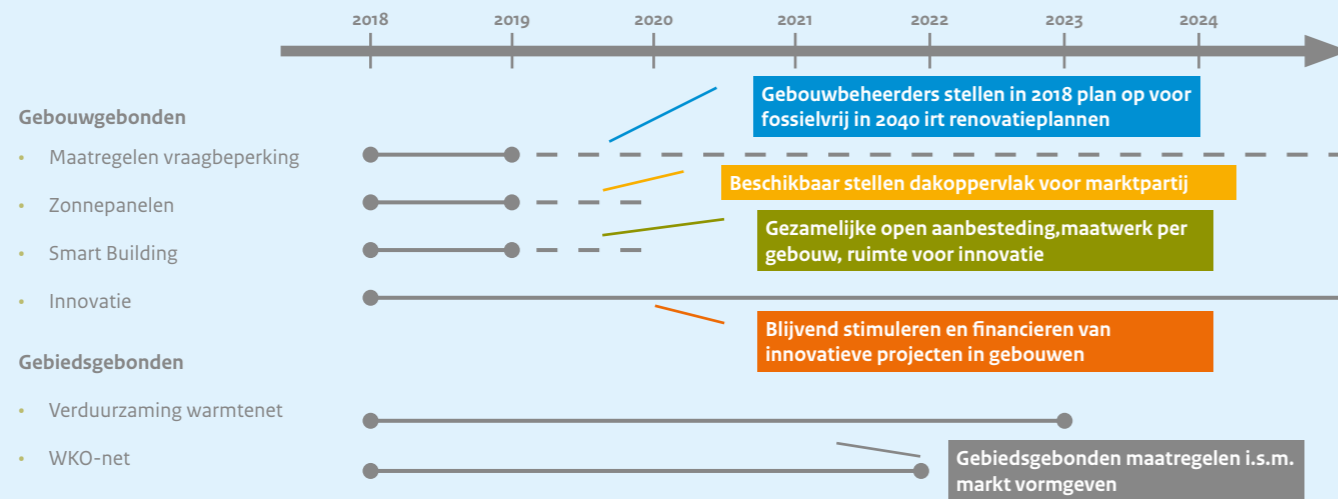 2018 2019 2020 2021 2022 2023 2024
Gebouwbeheerders stellen in 2018 plan op voor
fossielvrij in 2040 irt renovatieplannen
Gebouwgebonden
• Maatregelen vraagbeperking
Beschikbaar stellen dakoppervlak voor marktpartij
• Zonnepanelen
Gezamelijke open aanbesteding,maatwerk per
gebouw, ruimte voor innovatie
• Smart Building
• Innovatie
Blijvend stimuleren en financieren van
innovatieve projecten in gebouwen
Gebiedsgebonden
• Verduurzaming warmtenet
• WKO-net
Gebiedsgebonden maatregelen i.s.m.
markt vormgeven